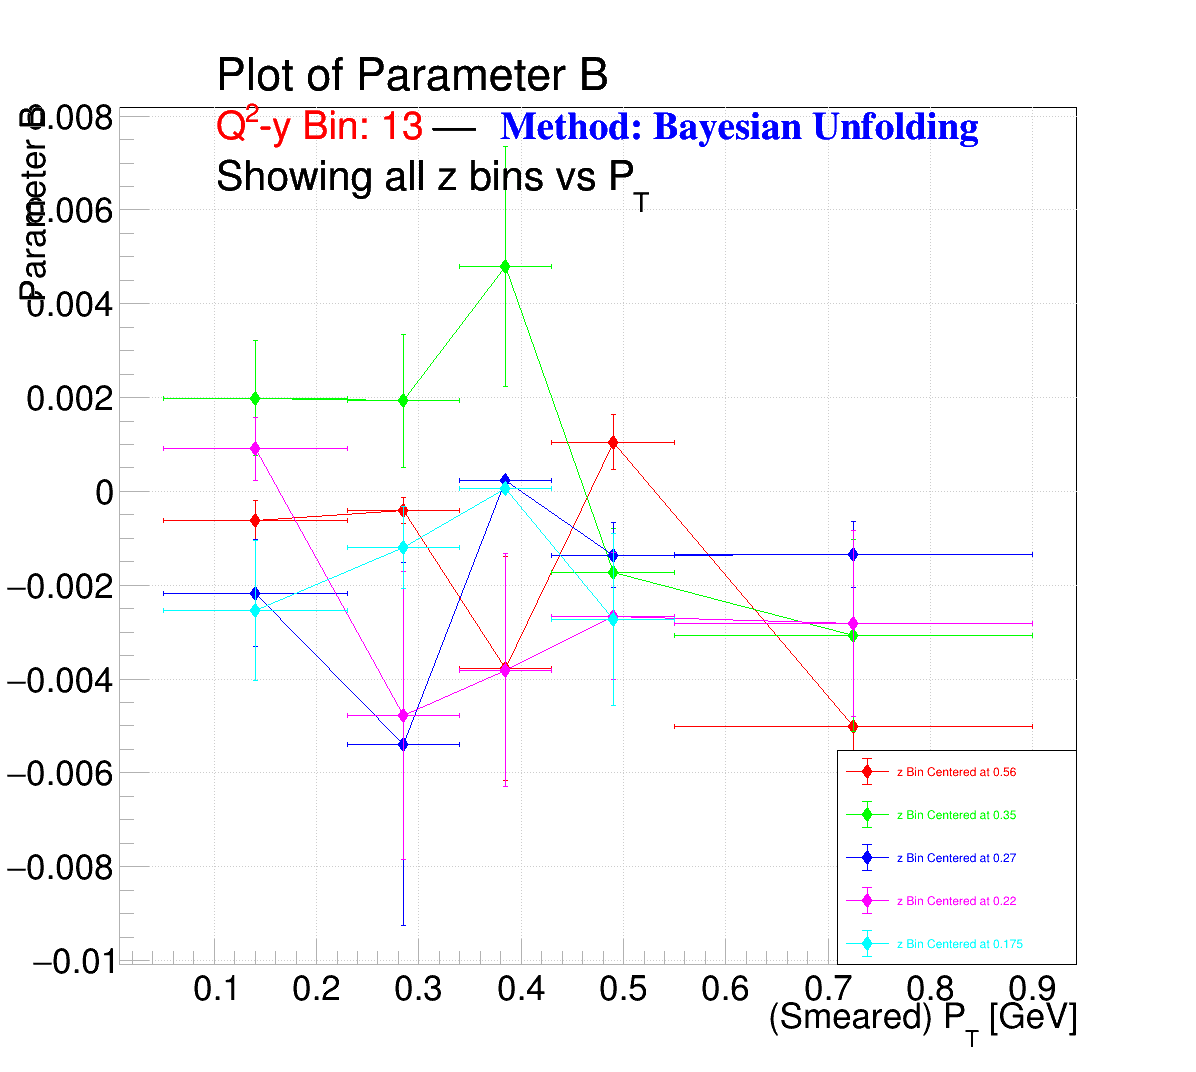 Plot of Parameter B
Q²-y Bin: 13 — Method: Bayesian Unfolding
Showing all z bins vs P_T
Parameter B
0.008
0.006
0.004
0.002
0
−0.002
−0.004
−0.006
−0.008
−0.01
z Bin Centered at 0.56
z Bin Centered at 0.35
z Bin Centered at 0.27
z Bin Centered at 0.22
z Bin Centered at 0.175
0.1 0.2 0.3 0.4 0.5 0.6 0.7 0.8 0.9
(Smeared) P_T [GeV]